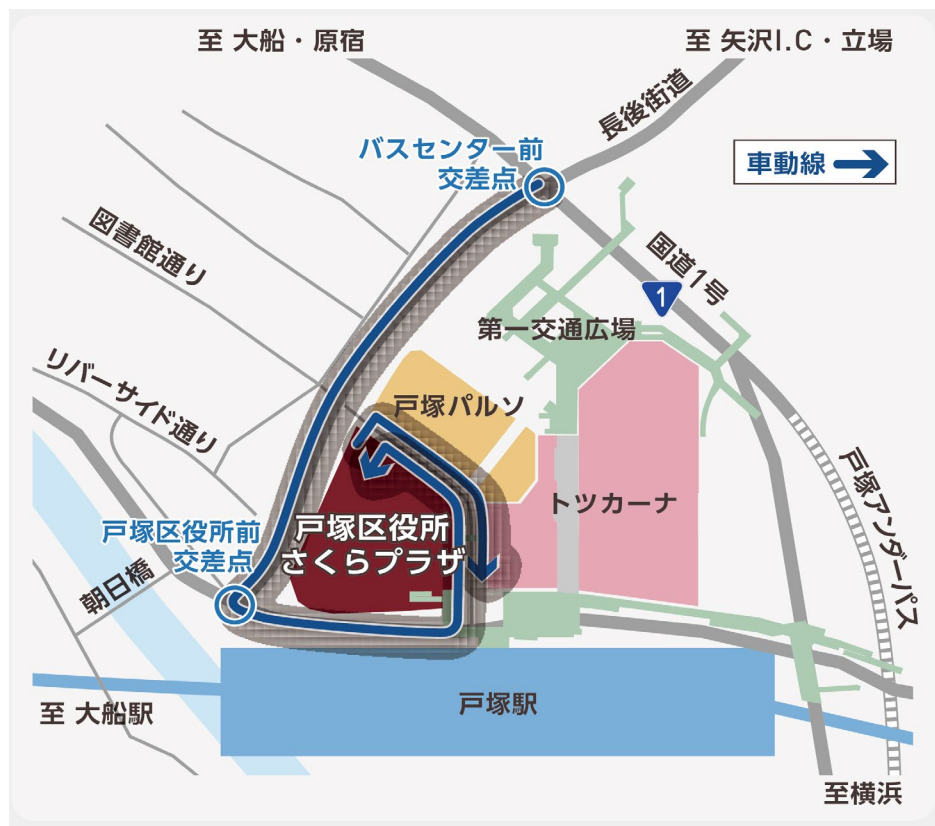 至 大船・原宿
至 矢沢I.C・立場
長後街道
バスセンター前
交差点
車動線
図書館通り
国道1号
1
第一交通広場
リバーサイド通り
戸塚パルソ
戸塚アンダーパス
トツカーナ
戸塚区役所前
交差点
戸塚区役所
さくらプラザ
朝日橋
至 大船駅
戸塚駅
至横浜